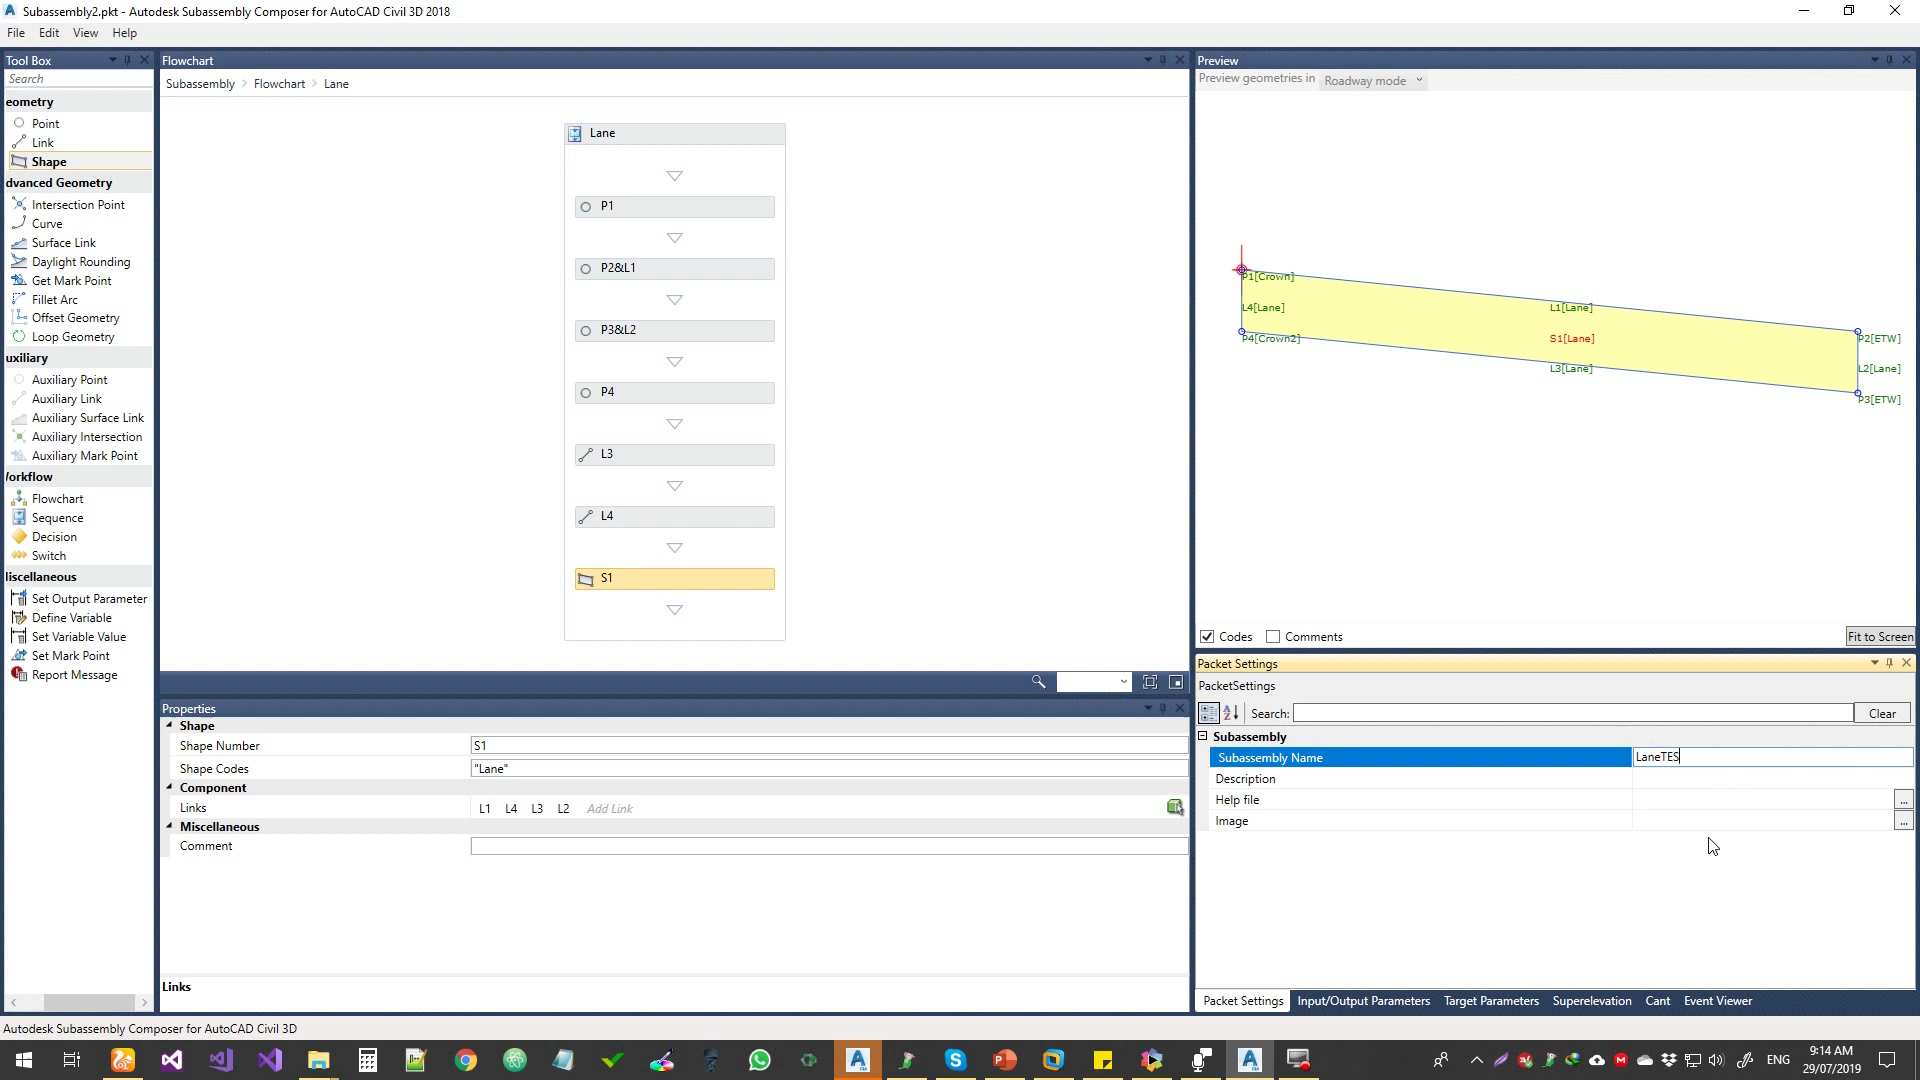 Subassembly2.pkt - Autodesk Subassembly Composer for AutoCAD Civil 3D 2018
File Edit View Help
Tool Box
Search
eometry
Point
Link
Shape
dvanced Geometry
Intersection Point
Curve
Surface Link
Daylight Rounding
Get Mark Point
Fillet Arc
Offset Geometry
Loop Geometry
uxiliary
Auxiliary Point
Auxiliary Link
Auxiliary Surface Link
Auxiliary Intersection
Auxiliary Mark Point
/orkflow
Flowchart
Sequence
Decision
Switch
liscellaneous
Set Output Parameter
Define Variable
Set Variable Value
Set Mark Point
Report Message
Flowchart
Subassembly > Flowchart > Lane
Lane
P1
P2&L1
P3&L2
P4
L3
L4
S1
Properties
Shape
Shape Number S1
Shape Codes "Lane"
Component
Links L1 L4 L3 L2 Add Link
Miscellaneous
Comment
Links
Preview
Preview geometries in Roadway mode
P1[Crown]
L4[Lane] L1[Lane]
P4[Crown2] S1[Lane] P2[ETW]
L3[Lane] L2[Lane]
P3[ETW]
Codes Comments Fit to Screen
Packet Settings
PacketSettings
Search: Clear
Subassembly
Subassembly Name LaneTES
Description
Help file ...
Image ...
Packet Settings Input/Output Parameters Target Parameters Superelevation Cant Event Viewer
Autodesk Subassembly Composer for AutoCAD Civil 3D
ENG
9:14 AM
29/07/2019